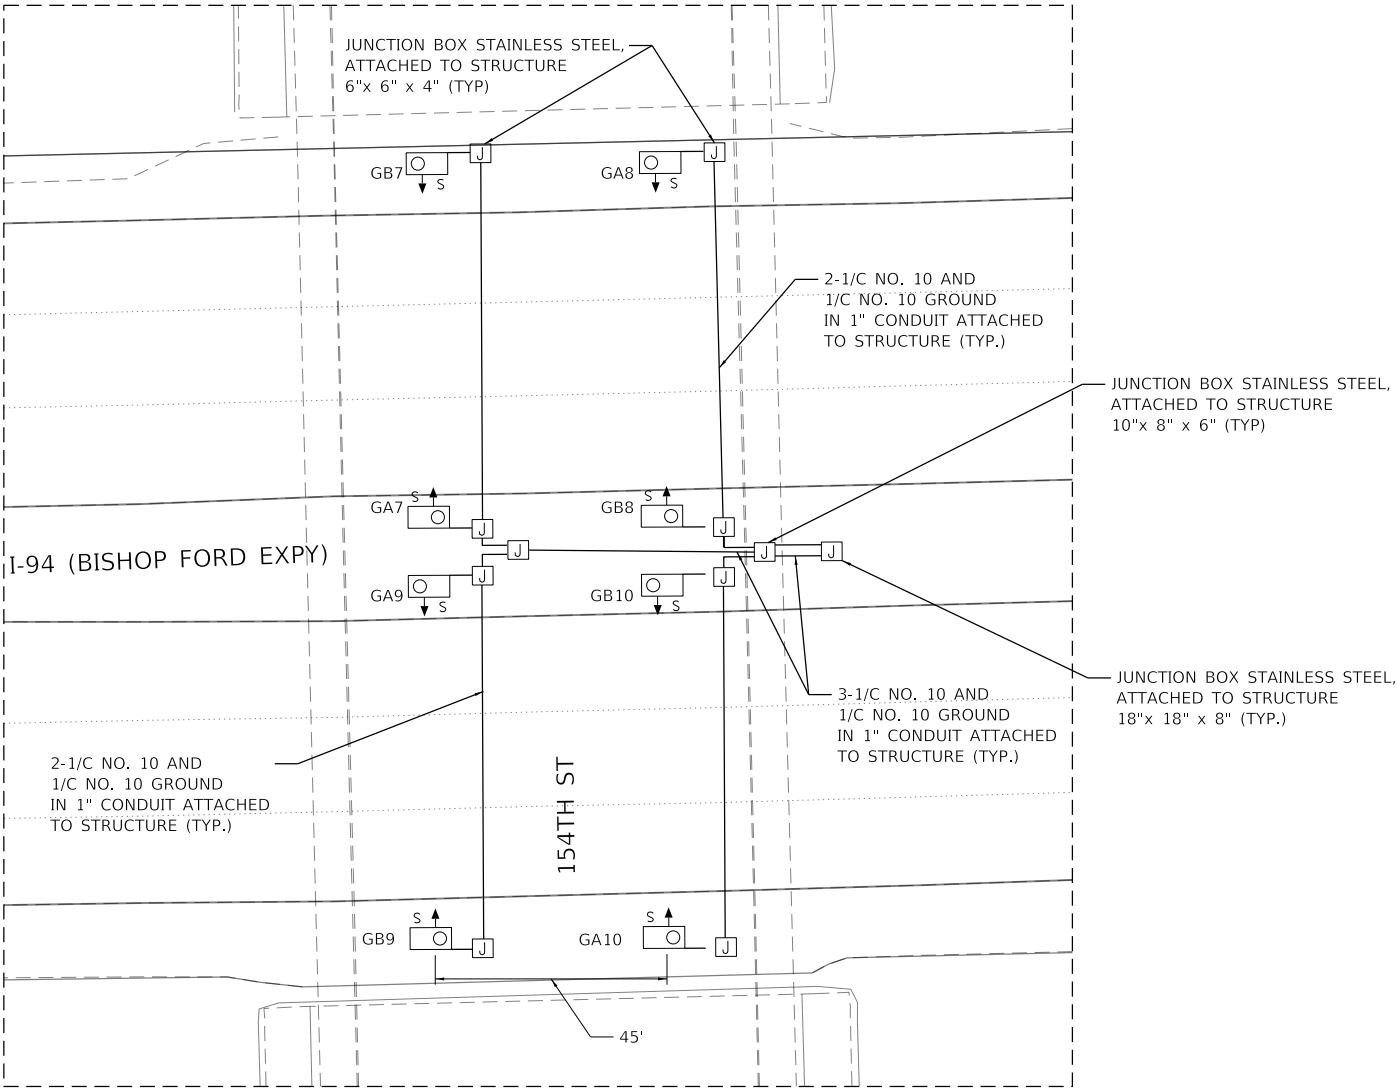 JUNCTION BOX STAINLESS STEEL,
ATTACHED TO STRUCTURE
6"x 6" x 4" (TYP)
J
J
GB7
S
GA8
S
2-1/C NO. 10 AND
1/C NO. 10 GROUND
IN 1" CONDUIT ATTACHED
TO STRUCTURE (TYP.)
JUNCTION BOX STAINLESS STEEL,
ATTACHED TO STRUCTURE
10"x 8" x 6" (TYP)
GA7
S
J
GB8
S
J
I-94 (BISHOP FORD EXPY)
J
J
J
GA9
S
J
GB10
S
J
JUNCTION BOX STAINLESS STEEL,
ATTACHED TO STRUCTURE
18"x 18" x 8" (TYP.)
3-1/C NO. 10 AND
1/C NO. 10 GROUND
IN 1" CONDUIT ATTACHED
TO STRUCTURE (TYP.)
2-1/C NO. 10 AND
1/C NO. 10 GROUND
IN 1" CONDUIT ATTACHED
TO STRUCTURE (TYP.)
154TH ST
GB9
S
J
GA10
S
J
45'